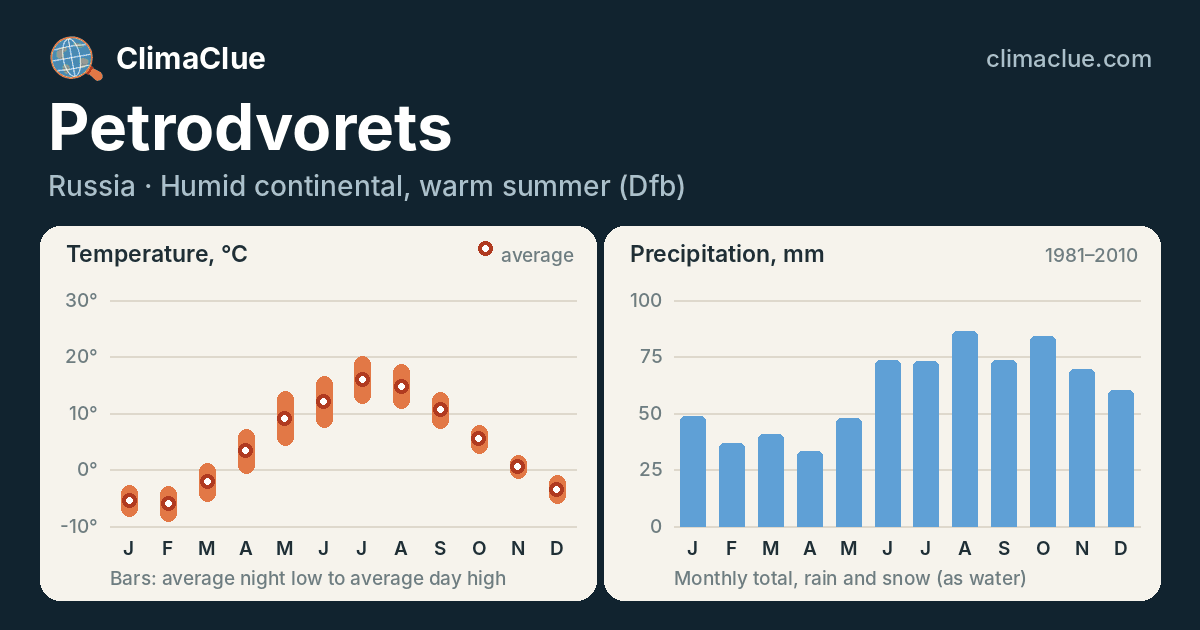 ClimaClue
climaclue.com
Petrodvorets
Russia · Humid continental, warm summer (Dfb)
Temperature, °C
average
30°
20°
10°
0°
-10°
J F M A M J J A S O N D
Bars: average night low to average day high
Precipitation, mm
1981–2010
100
75
50
25
0
J F M A M J J A S O N D
Monthly total, rain and snow (as water)